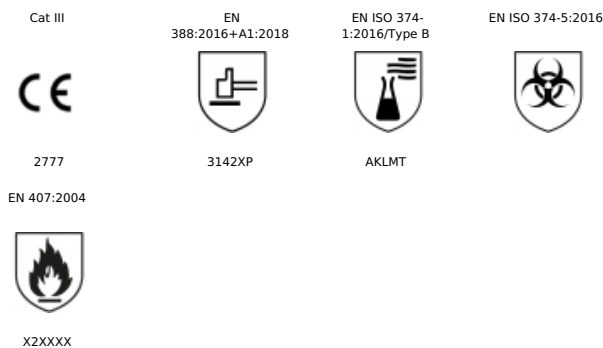 Cat III
EN
388:2016+A1:2018
EN ISO 374-
1:2016/Type B
EN ISO 374-5:2016
CE
2777
3142XP
AKLMT
EN 407:2004
X2XXXX